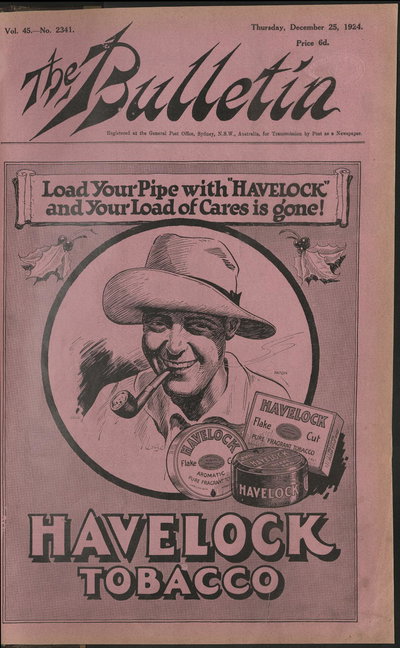 Vol. 45.—No. 2341.
Thursday, December 25, 1924.
Price 6d.
The Bulletin
Registered at the General Post Office, Sydney, N.S.W., Australia, for Transmission by Post as a Newspaper.
Load Your Pipe with "HAVELOCK"
and Your Load of Cares is gone!
HAVELOCK
Flake Cut
PURE FRAGRANT TOBACCO
HAVELOCK
Flake
AROMATIC
PURE FRAGRANT
HAVELOCK
HAVELOCK
TOBACCO